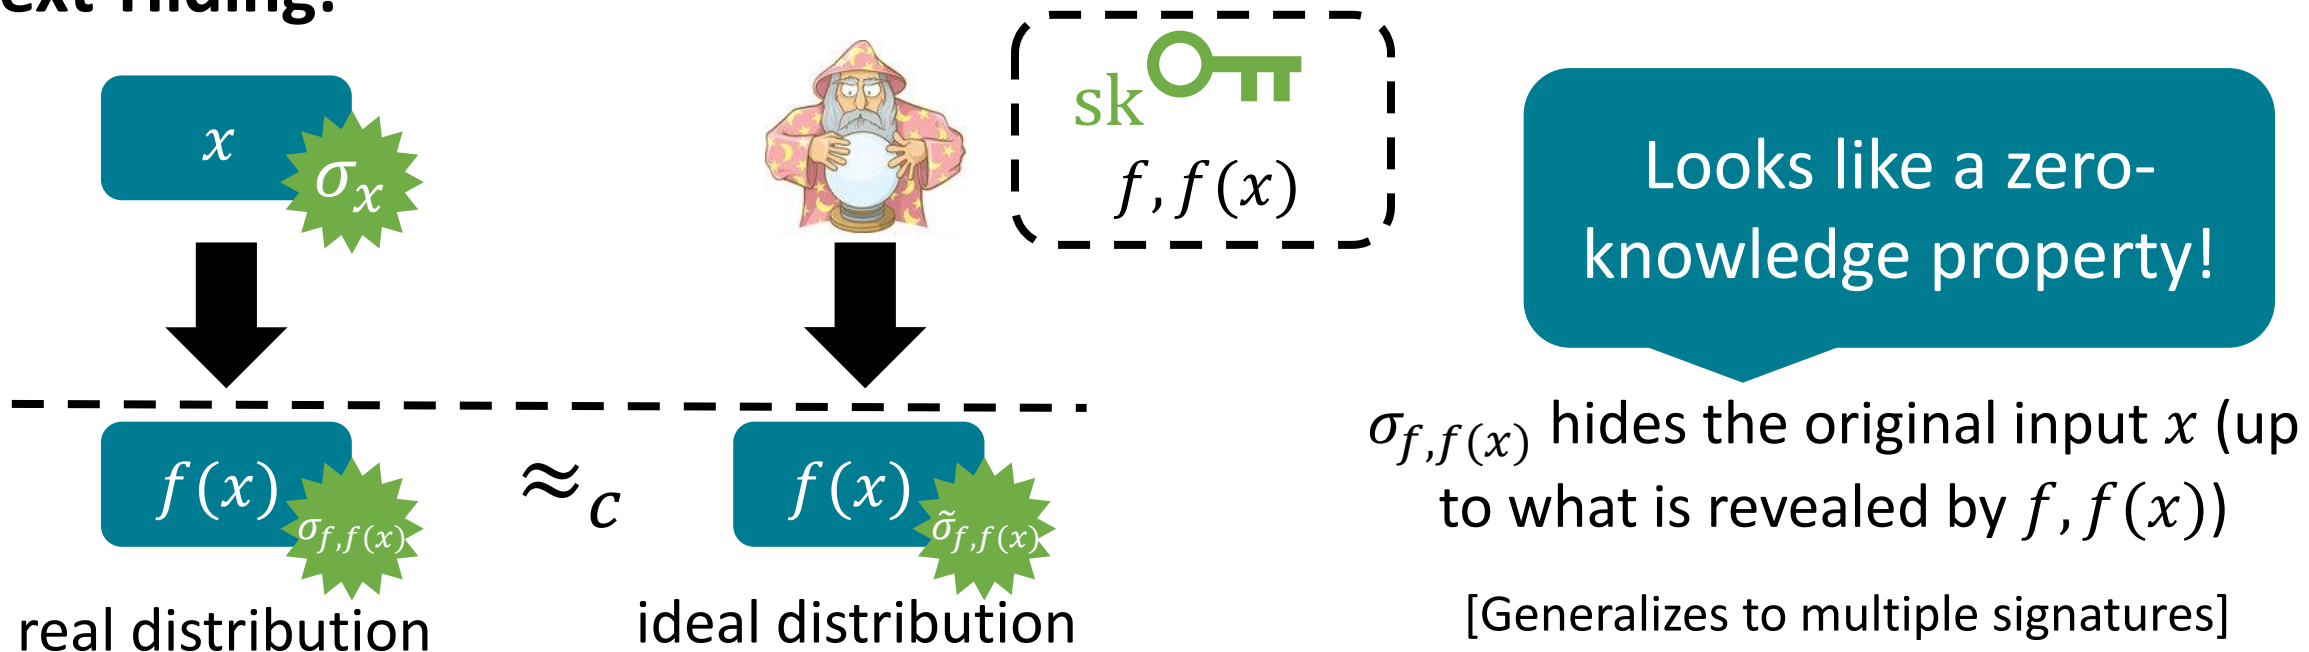 x
σₓ
sk
f, f(x)
Looks like a zero-
knowledge property!
f(x)
σ_{f,f(x)}
≈_c
f(x)
σ̃_{f,f(x)}
real distribution
ideal distribution
σ_{f,f(x)} hides the original input x (up
to what is revealed by f, f(x))
[Generalizes to multiple signatures]